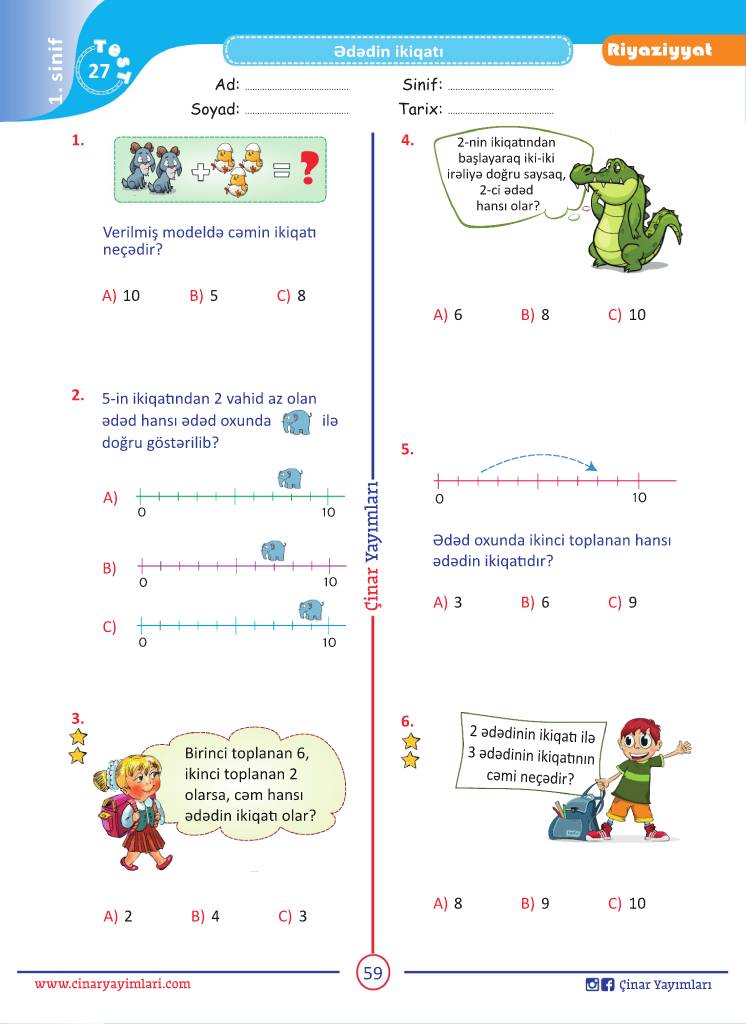 1. sinif
TEST
27
Ədədin ikiqatı
Riyaziyyat
Ad: ..................................
Sinif: ..................................
Soyad: ..................................
Tarix: ..................................
1.
+ = ?
Verilmiş modeldə cəmin ikiqatı
neçədir?
A) 10 B) 5 C) 8
2.
5-in ikiqatından 2 vahid az olan
ədəd hansı ədəd oxunda ilə
doğru göstərilib?
A)
0 10
B)
0 10
C)
0 10
3.
Birinci toplanan 6,
ikinci toplanan 2
olarsa, cəm hansı
ədədin ikiqatı olar?
A) 2 B) 4 C) 3
Çinar Yayımları
4.
2-nin ikiqatından
başlayaraq iki-iki
irəliyə doğru saysaq,
2-ci ədəd
hansı olar?
A) 6 B) 8 C) 10
5.
0 10
Ədəd oxunda ikinci toplanan hansı
ədədin ikiqatıdır?
A) 3 B) 6 C) 9
6.
2 ədədinin ikiqatı ilə
3 ədədinin ikiqatının
cəmi neçədir?
A) 8 B) 9 C) 10
www.cinaryayimlari.com
59
Çinar Yayımları